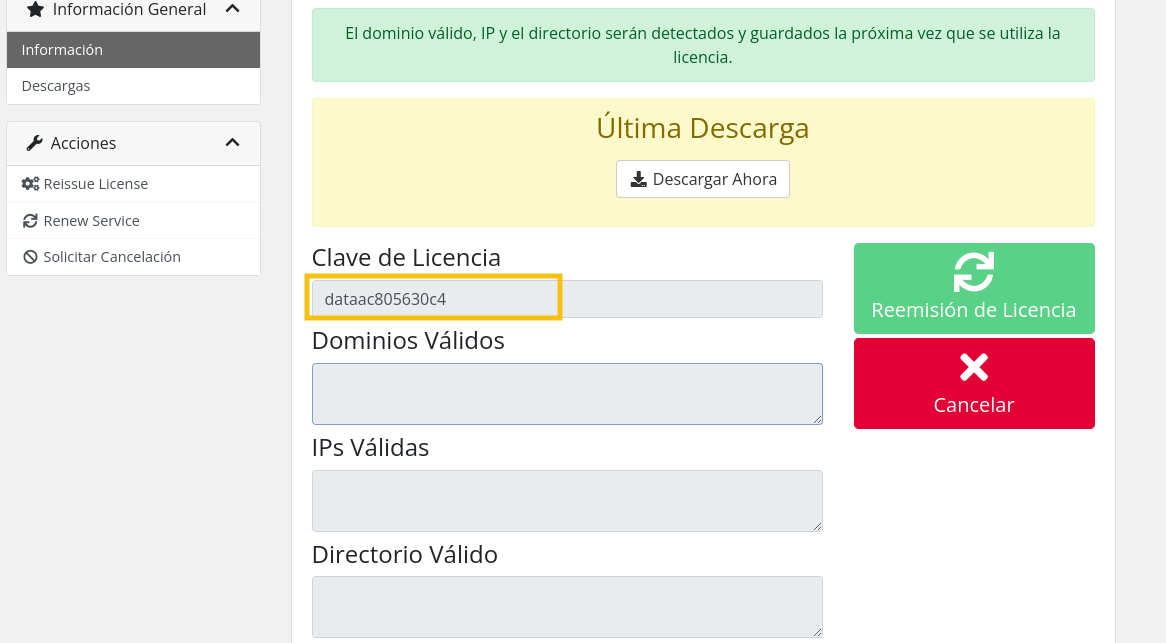 Información General
Información
Descargas
Acciones
Reissue License
Renew Service
Solicitar Cancelación
El dominio válido, IP y el directorio serán detectados y guardados la próxima vez que se utiliza la
licencia.
Última Descarga
Descargar Ahora
Clave de Licencia
dataac805630c4
Dominios Válidos
IPs Válidas
Directorio Válido
Reemisión de Licencia
Cancelar